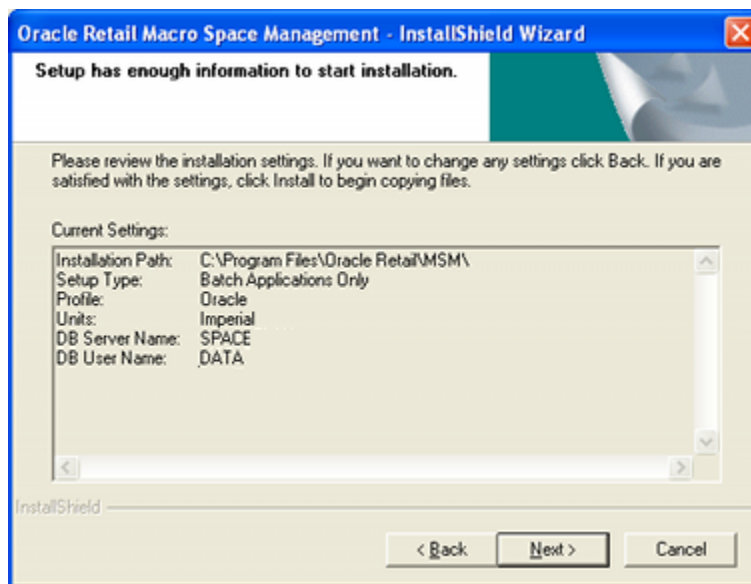 Oracle Retail Macro Space Management - InstallShield Wizard
Setup has enough information to start installation.
Please review the installation settings. If you want to change any settings click Back. If you are
satisfied with the settings, click Install to begin copying files.
Current Settings:
Installation Path: C:\Program Files\Oracle Retail\MSM\
Setup Type: Batch Applications Only
Profile: Oracle
Units: Imperial
DB Server Name: SPACE
DB User Name: DATA
InstallShield
< Back Next > Cancel